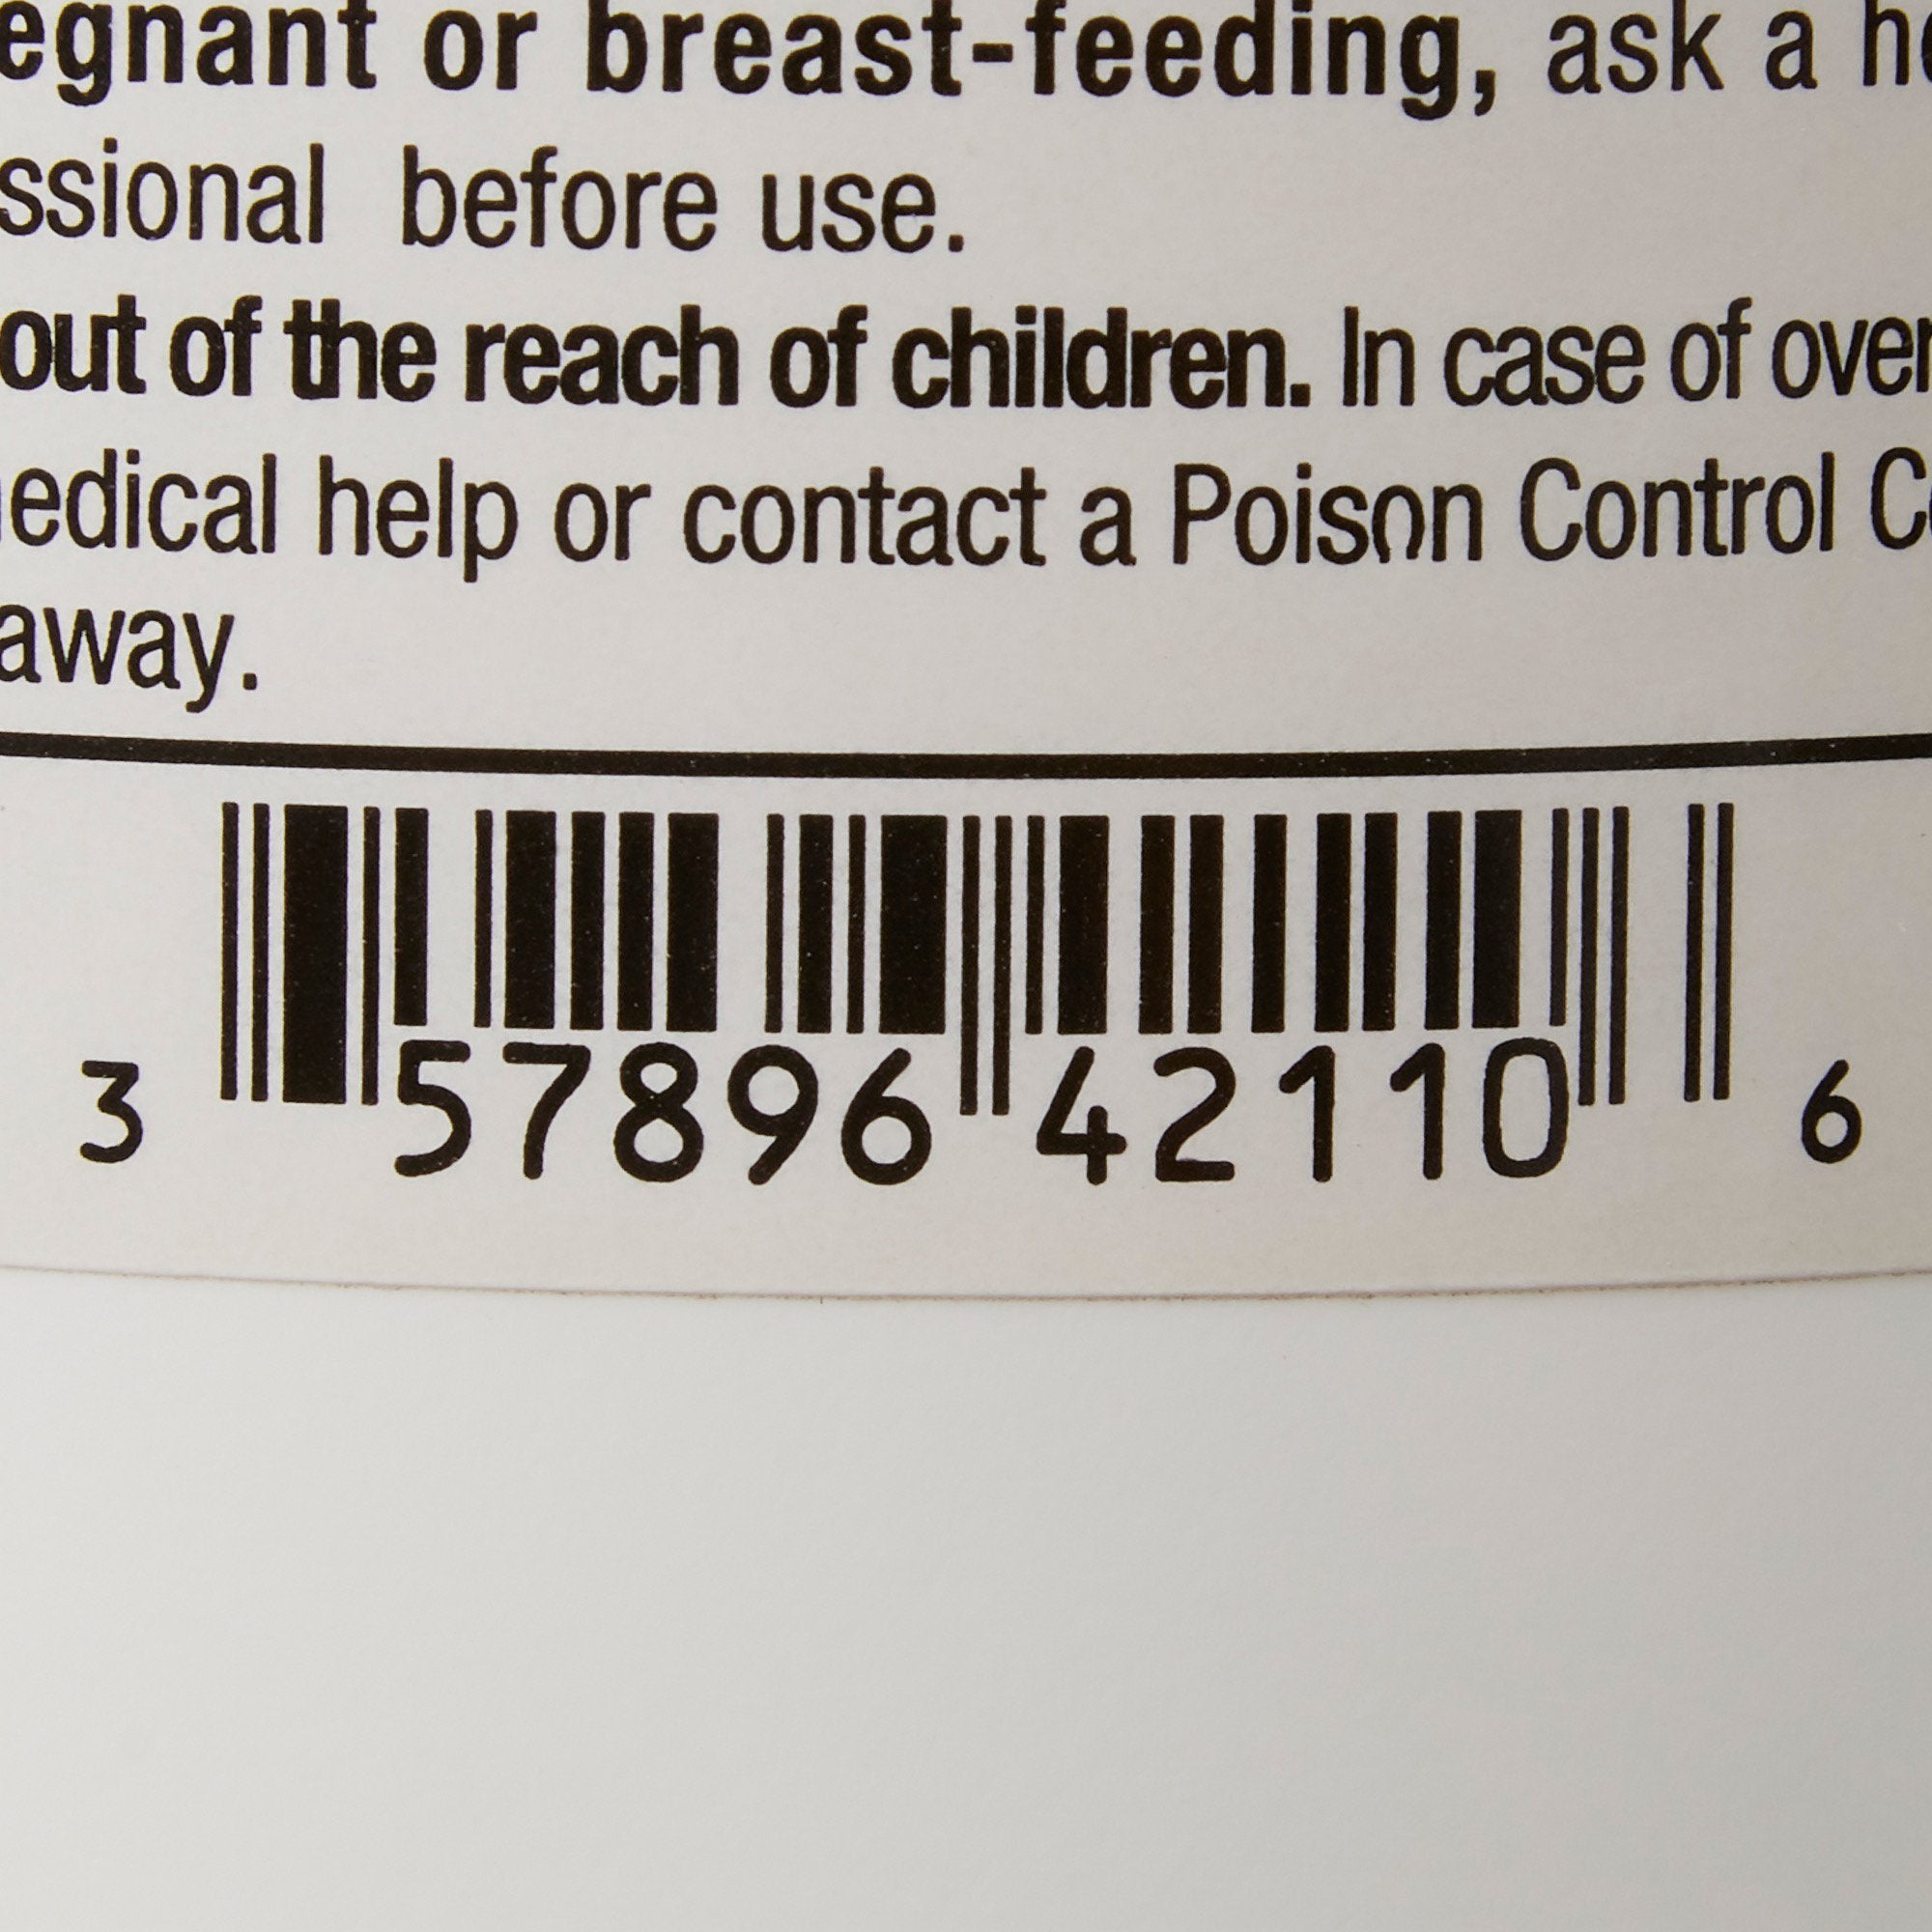 egnant or breast-feeding, ask a
ssional before use.
out of the reach of children. In case of over
edical help or contact a Poison Control C
away.
3 57896 42110 6